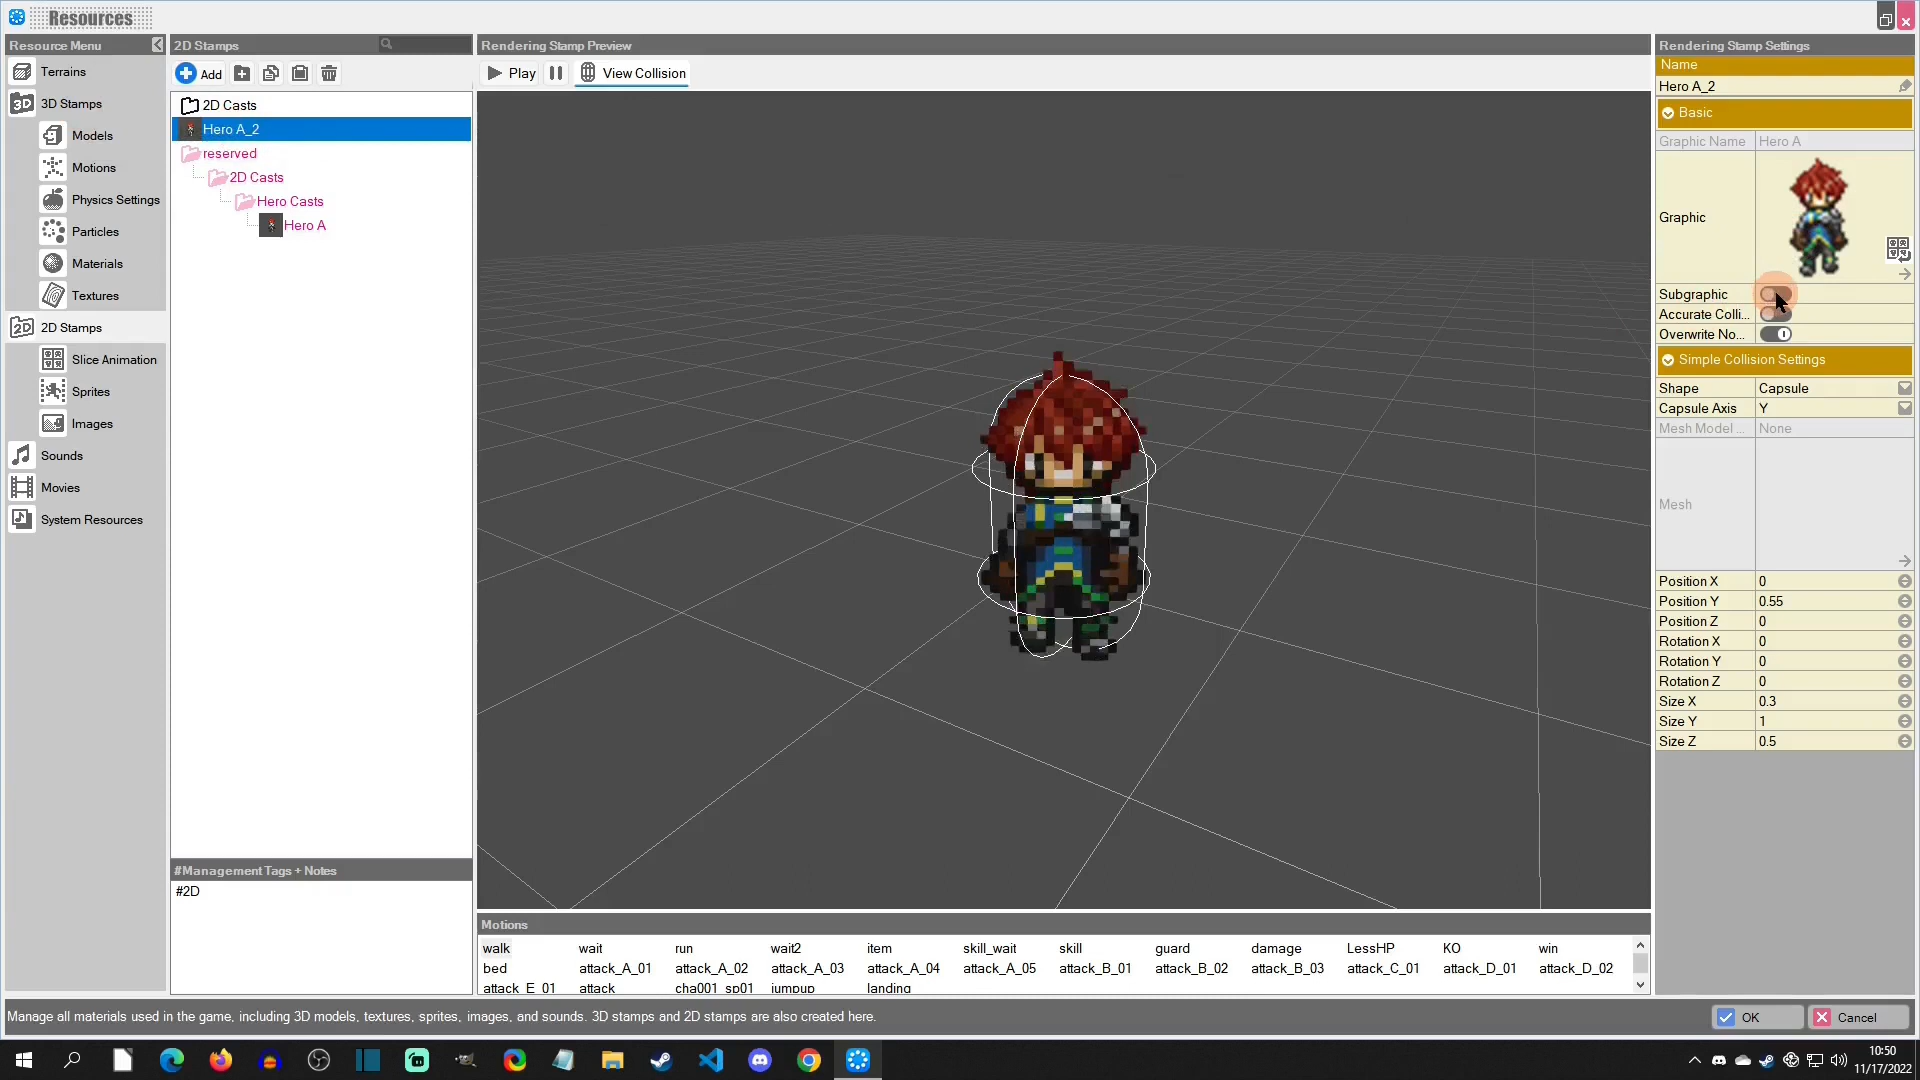 Resources
Resource Menu
Terrains
3D 3D Stamps
Models
Motions
Physics Settings
Particles
Materials
Textures
2D 2D Stamps
Slice Animation
Sprites
Images
Sounds
Movies
System Resources
2D Stamps
Add
2D Casts
Hero A_2
reserved
2D Casts
Hero Casts
Hero A
#Management Tags + Notes
#2D
Rendering Stamp Preview
Play
View Collision
Motions
walk wait run wait2 item skill_wait skill guard damage LessHP KO win
bed attack_A_01 attack_A_02 attack_A_03 attack_A_04 attack_A_05 attack_B_01 attack_B_02 attack_B_03 attack_C_01 attack_D_01 attack_D_02
attack_E_01 attack cha001_sp01 jumpup landing
Rendering Stamp Settings
Name
Hero A_2
Basic
Graphic Name Hero A
Graphic
Subgraphic
Accurate Colli...
Overwrite No...
Simple Collision Settings
Shape Capsule
Capsule Axis Y
Mesh Model ... None
Mesh
Position X 0
Position Y 0.55
Position Z 0
Rotation X 0
Rotation Y 0
Rotation Z 0
Size X 0.3
Size Y 1
Size Z 0.5
Manage all materials used in the game, including 3D models, textures, sprites, images, and sounds. 3D stamps and 2D stamps are also created here.
OK
Cancel
10:50
11/17/2022